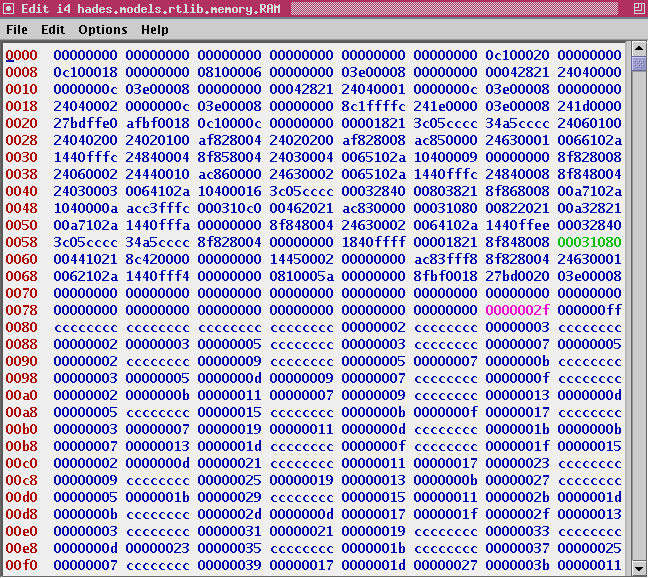 Edit i4 hades.models.rtlib.memory.RAM
File Edit Options Help
0000 00000000 00000000 00000000 00000000 00000000 00000000 0c100020 00000000
0008 0c100018 00000000 08100006 00000000 03e00008 00000000 00042821 24040000
0010 0000000c 03e00008 00000000 00042821 24040001 0000000c 03e00008 00000000
0018 24040002 0000000c 03e00008 00000000 8c1ffffc 241e0000 03e00008 241d0000
0020 27bdffe0 afbf0018 0c10000c 00000000 00001821 3c05cccc 34a5cccc 24060100
0028 24040200 24020100 af828004 24020200 af828008 ac850000 24630001 0066102a
0030 1440fffc 24840004 8f858004 24030004 0065102a 10400009 00000000 8f828008
0038 24060002 24440010 ac860000 24630002 0065102a 1440fffc 24840008 8f848004
0040 24030003 0064102a 10400016 3c05cccc 00032840 00803821 8f868008 00a7102a
0048 1040000a acc3fffc 000310c0 00462021 ac830000 00031080 00822021 00a32821
0050 00a7102a 1440fffa 00000000 8f848004 24630002 0064102a 1440ffee 00032840
0058 3c05cccc 34a5cccc 8f828004 00000000 1840ffff 00001821 8f848008 00031080
0060 00441021 8c420000 00000000 14450002 00000000 ac83fff8 8f828004 24630001
0068 0062102a 1440fff4 00000000 0810005a 00000000 8fbf0018 27bd0020 03e00008
0070 00000000 00000000 00000000 00000000 00000000 00000000 00000000 00000000
0078 00000000 00000000 00000000 00000000 00000000 00000000 0000002f 000000ff
0080 cccccccc cccccccc cccccccc cccccccc 00000002 cccccccc 00000003 cccccccc
0088 00000002 00000003 00000005 cccccccc 00000003 cccccccc 00000007 00000005
0090 00000002 cccccccc 00000009 cccccccc 00000005 00000007 0000000b cccccccc
0098 00000003 00000005 0000000d 00000009 00000007 cccccccc 0000000f cccccccc
00a0 00000002 0000000b 00000011 00000007 00000009 cccccccc 00000013 0000000d
00a8 00000005 cccccccc 00000015 cccccccc 0000000b 0000000f 00000017 cccccccc
00b0 00000003 00000007 00000019 00000011 0000000d cccccccc 0000001b 0000000b
00b8 00000007 00000013 0000001d cccccccc 0000000f cccccccc 0000001f 00000015
00c0 00000002 0000000d 00000021 cccccccc 00000011 00000017 00000023 cccccccc
00c8 00000009 cccccccc 00000025 00000019 00000013 0000000b 00000027 cccccccc
00d0 00000005 0000001b 00000029 cccccccc 00000015 00000011 0000002b 0000001d
00d8 0000000b cccccccc 0000002d 0000000d 00000017 0000001f 0000002f 00000013
00e0 00000003 cccccccc 00000031 00000021 00000019 cccccccc 00000033 cccccccc
00e8 0000000d 00000023 00000035 cccccccc 0000001b cccccccc 00000037 00000025
00f0 00000007 cccccccc 00000039 00000017 0000001d 00000027 0000003b 00000011